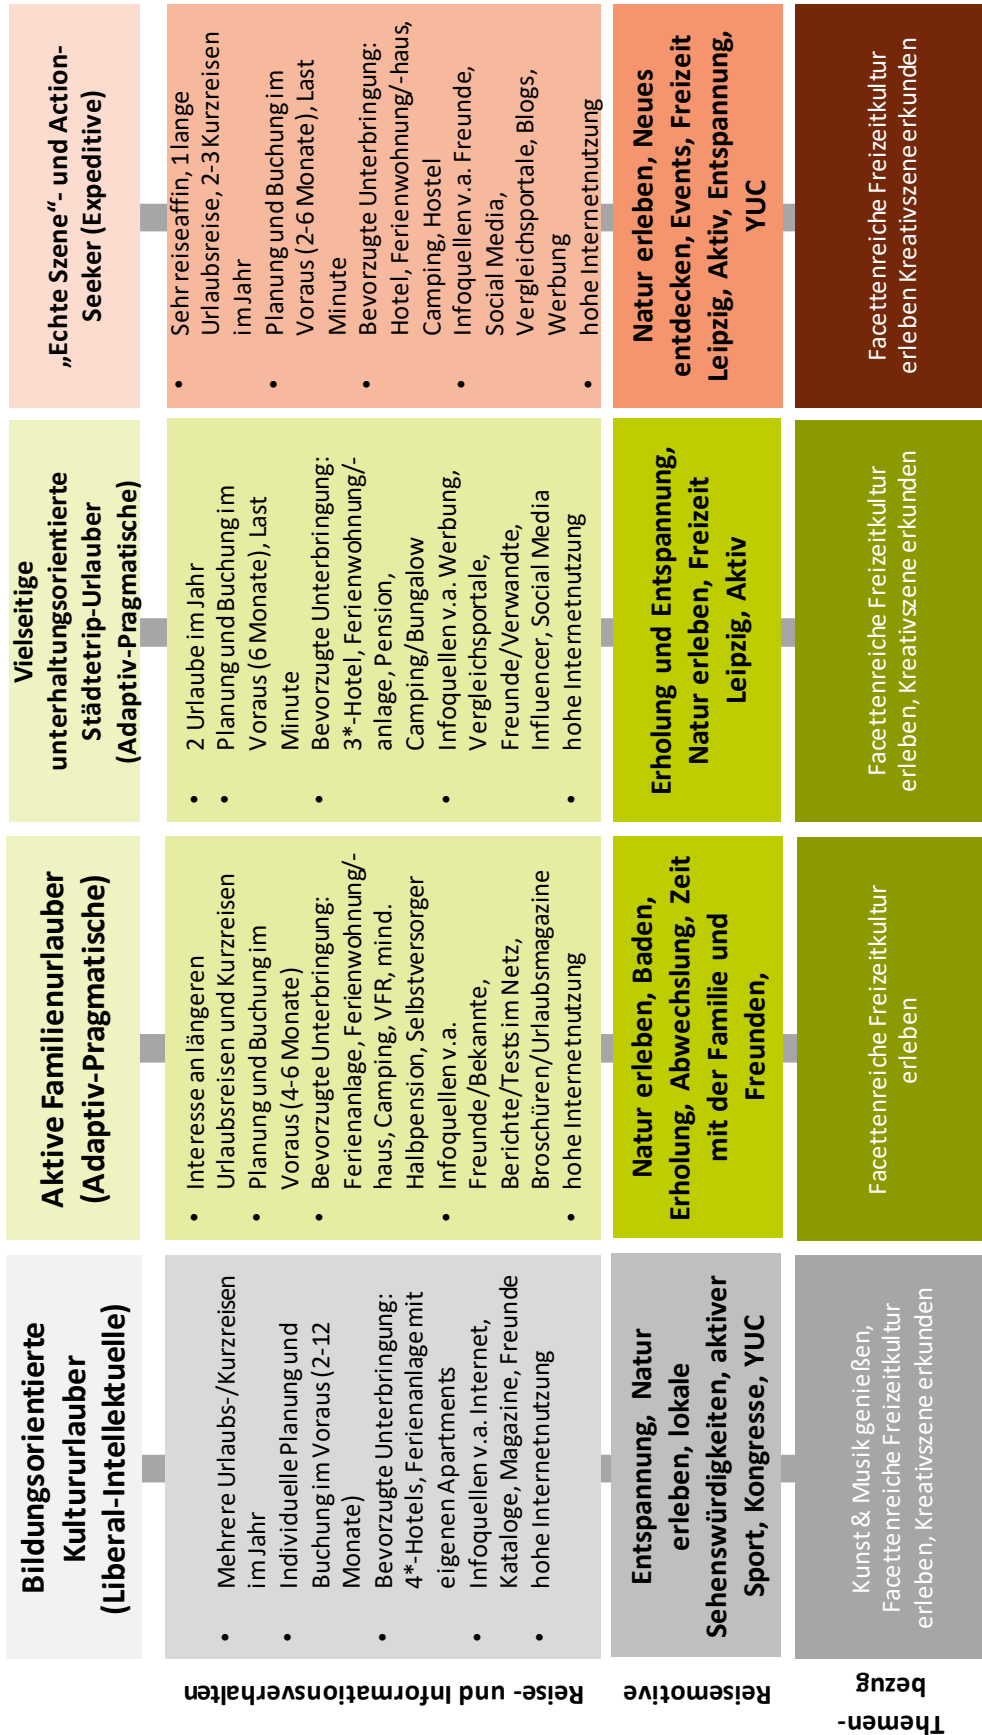 Bildungsorientierte
Kultururlauber
(Liberal-Intellektuelle)
Aktive Familienurlauber
(Adaptiv-Pragmatische)
Vielseitige
unterhaltungsorientierte
Städtetrip-Urlauber
(Adaptiv-Pragmatische)
„Echte Szene“- und Action-
Seeker (Expeditive)
Reise- und Informationsverhalten
• Mehrere Urlaubs-/Kurzreisen
im Jahr
• Individuelle Planung und
Buchung im Voraus (2-12
Monate)
• Bevorzugte Unterbringung:
4*-Hotels, Ferienanlage mit
eigenen Apartments
• Infoquellen v.a. Internet,
Kataloge, Magazine, Freunde
• hohe Internetnutzung
• Interesse an längeren
Urlaubsreisen und Kurzreisen
• Planung und Buchung im
Voraus (4-6 Monate)
• Bevorzugte Unterbringung:
Ferienanlage, Ferienwohnung/-
haus, Camping, VFR, mind.
Halbpension, Selbstversorger
• Infoquellen v.a.
Freunde/Bekannte,
Berichte/Tests im Netz,
Broschüren/Urlaubsmagazine
• hohe Internetnutzung
• 2 Urlaube im Jahr
• Planung und Buchung im
Voraus (6 Monate), Last
Minute
• Bevorzugte Unterbringung:
3*-Hotel, Ferienwohnung/-
anlage, Pension,
Camping/Bungalow
• Infoquellen v.a. Werbung,
Vergleichsportale,
Freunde/Verwandte,
Influencer, Social Media
• hohe Internetnutzung
• Sehr reiseaffin, 1 lange
Urlaubsreise, 2-3 Kurzreisen
im Jahr
• Planung und Buchung im
Voraus (2-6 Monate), Last
Minute
• Bevorzugte Unterbringung:
Hotel, Ferienwohnung/-haus,
Camping, Hostel
• Infoquellen v.a. Freunde,
Social Media,
Vergleichsportale, Blogs,
Werbung
• hohe Internetnutzung
Reisemotive
Entspannung, Natur
erleben, lokale
Sehenswürdigkeiten, aktiver
Sport, Kongresse, YUC
Natur erleben, Baden,
Erholung, Abwechslung, Zeit
mit der Familie und
Freunden,
Erholung und Entspannung,
Natur erleben, Freizeit
Leipzig, Aktiv
Natur erleben, Neues
entdecken, Events, Freizeit
Leipzig, Aktiv, Entspannung,
YUC
Themen-
bezug
Kunst & Musik genießen,
Facettenreiche Freizeitkultur
erleben, Kreativszene erkunden
Facettenreiche Freizeitkultur
erleben
Facettenreiche Freizeitkultur
erleben, Kreativszene erkunden
Facettenreiche Freizeitkultur
erleben Kreativszene erkunden